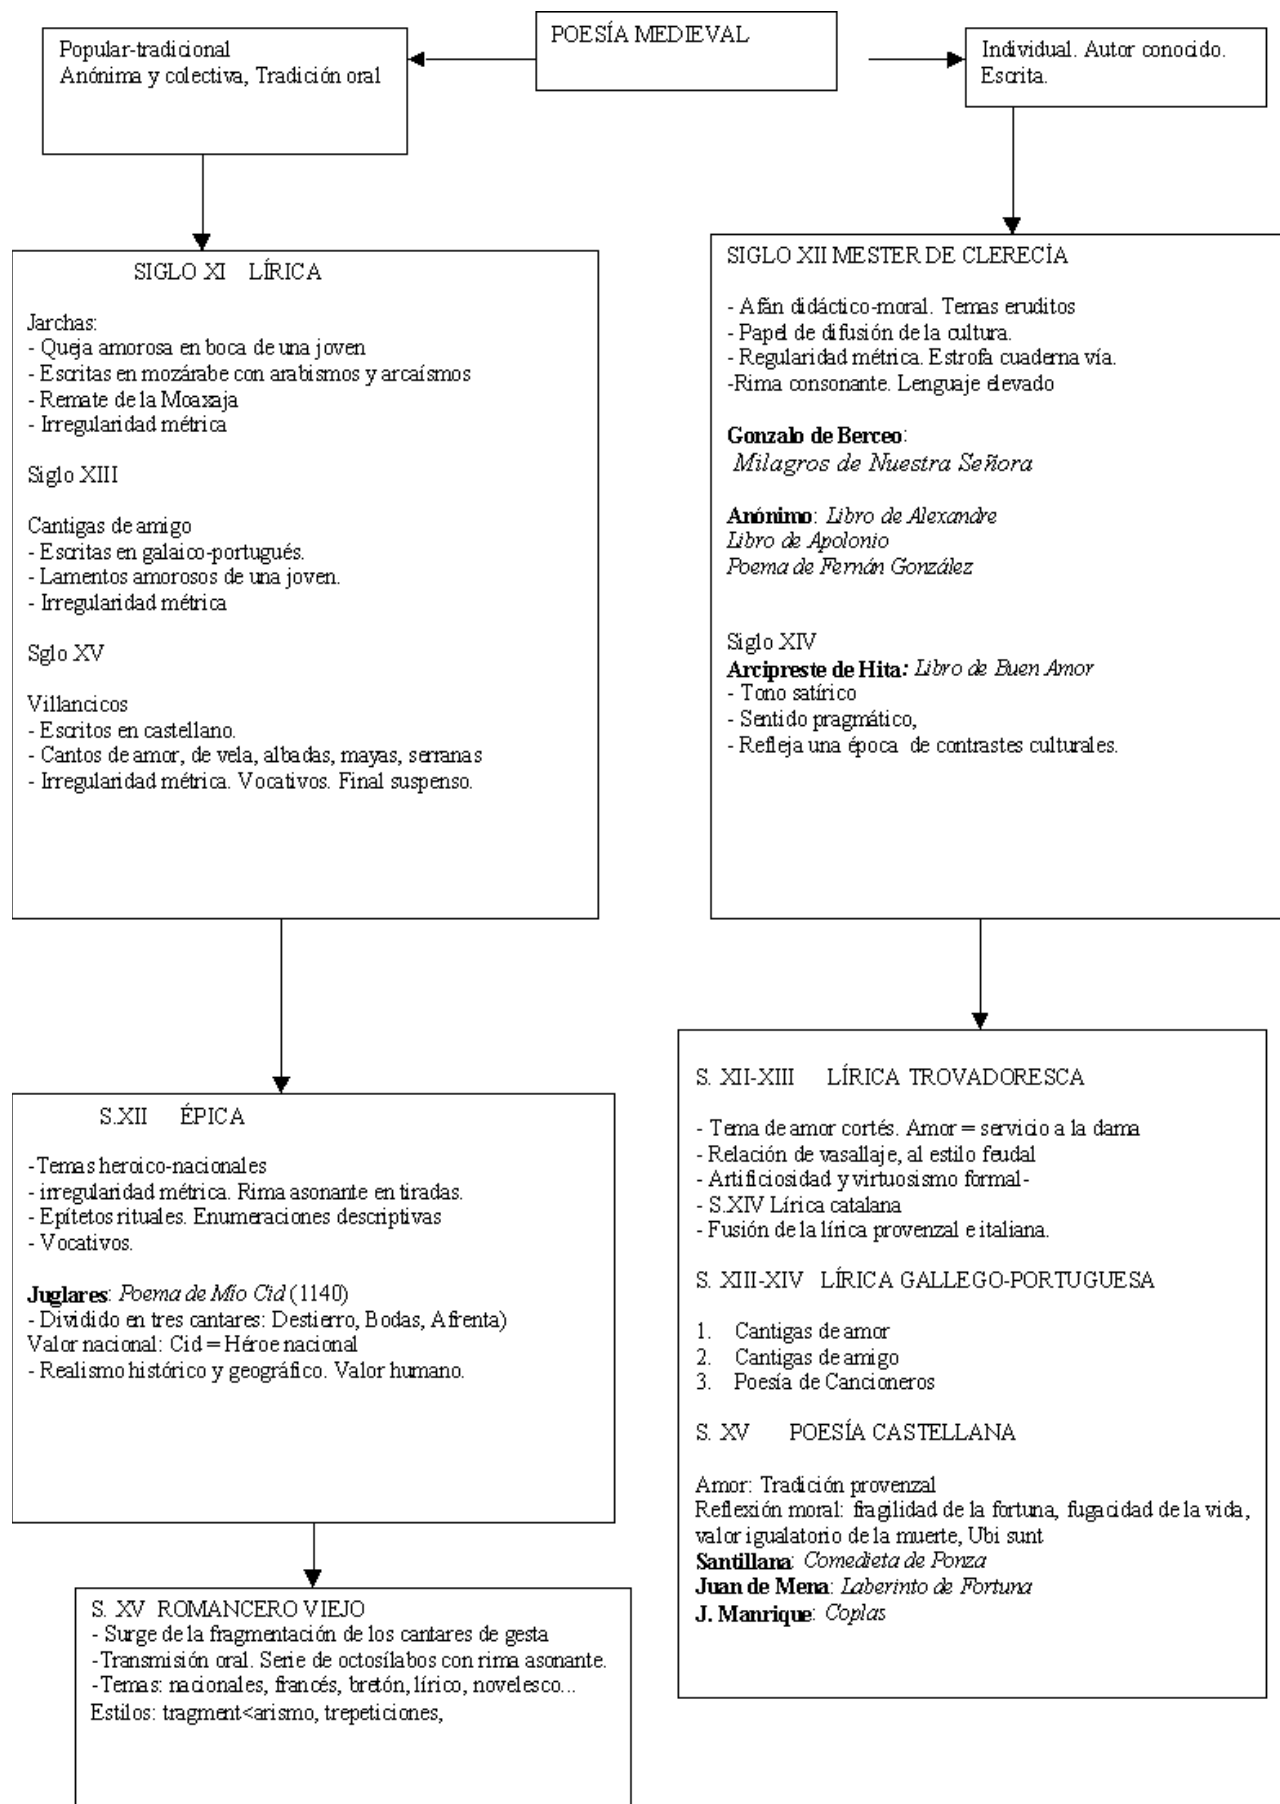 POESÍA MEDIEVAL
Popular-tradicional
Anónima y colectiva, Tradición oral
Individual. Autor conocido.
Escrita.
SIGLO XI LÍRICA
Jarchas:
- Queja amorosa en boca de una joven
- Escritas en mozárabe con arabismos y arcaísmos
- Remate de la Moaxaja
- Irregularidad métrica
Siglo XIII
Cantigas de amigo
- Escritas en galaico-portugués.
- Lamentos amorosos de una joven.
- Irregularidad métrica
Sglo XV
Villancicos
- Escritos en castellano.
- Cantos de amor, de vela, albadas, mayas, serranas
- Irregularidad métrica. Vocativos. Final suspenso.
S.XII ÉPICA
-Temas heroico-nacionales
- irregularidad métrica. Rima asonante en tiradas.
- Epítetos rituales. Enumeraciones descriptivas
- Vocativos.
Juglares: Poema de Mío Cid (1140)
- Dividido en tres cantares: Destierro, Bodas, Afrenta)
Valor nacional: Cid = Héroe nacional
- Realismo histórico y geográfico. Valor humano.
S. XV ROMANCERO VIEJO
- Surge de la fragmentación de los cantares de gesta
-Transmisión oral. Serie de octosílabos con rima asonante.
-Temas: nacionales, francés, bretón, lírico, novelesco...
Estilos: tragment<arismo, trepeticiones,
SIGLO XII MESTER DE CLERECÍA
- Afán didáctico-moral. Temas eruditos
- Papel de difusión de la cultura.
- Regularidad métrica. Estrofa cuaderna vía.
-Rima consonante. Lenguaje elevado
Gonzalo de Berceo:
Milagros de Nuestra Señora
Anónimo: Libro de Alexandre
Libro de Apolonio
Poema de Fernán González
Siglo XIV
Arcipreste de Hita: Libro de Buen Amor
- Tono satírico
- Sentido pragmático,
- Refleja una época de contrastes culturales.
S. XII-XIII LÍRICA TROVADORESCA
- Tema de amor cortés. Amor = servicio a la dama
- Relación de vasallaje, al estilo feudal
- Artificiosidad y virtuosismo formal-
- S.XIV Lírica catalana
- Fusión de la lírica provenzal e italiana.
S. XIII-XIV LÍRICA GALLEGO-PORTUGUESA
1. Cantigas de amor
2. Cantigas de amigo
3. Poesía de Cancioneros
S. XV POESÍA CASTELLANA
Amor: Tradición provenzal
Reflexión moral: fragilidad de la fortuna, fugacidad de la vida,
valor igualatorio de la muerte, Ubi sunt
Santillana: Comedieta de Ponza
Juan de Mena: Laberinto de Fortuna
J. Manrique: Coplas